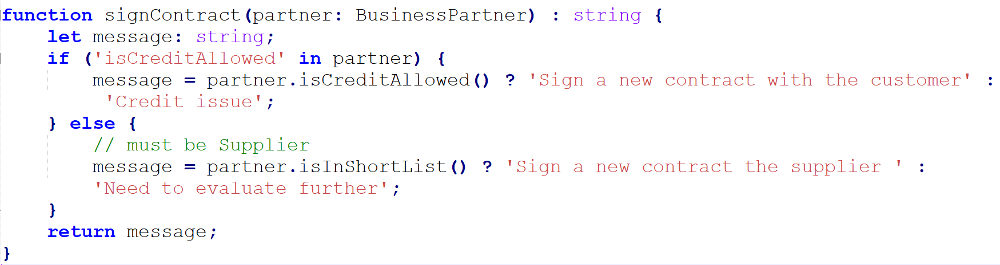 function signContract(partner: BusinessPartner) : string {
    let message: string;
    if ('isCreditAllowed' in partner) {
        message = partner.isCreditAllowed() ? 'Sign a new contract with the customer' :
         'Credit issue';
    } else {
        // must be Supplier
        message = partner.isInShortList() ? 'Sign a new contract the supplier ' :
        'Need to evaluate further';
    }
    return message;
}